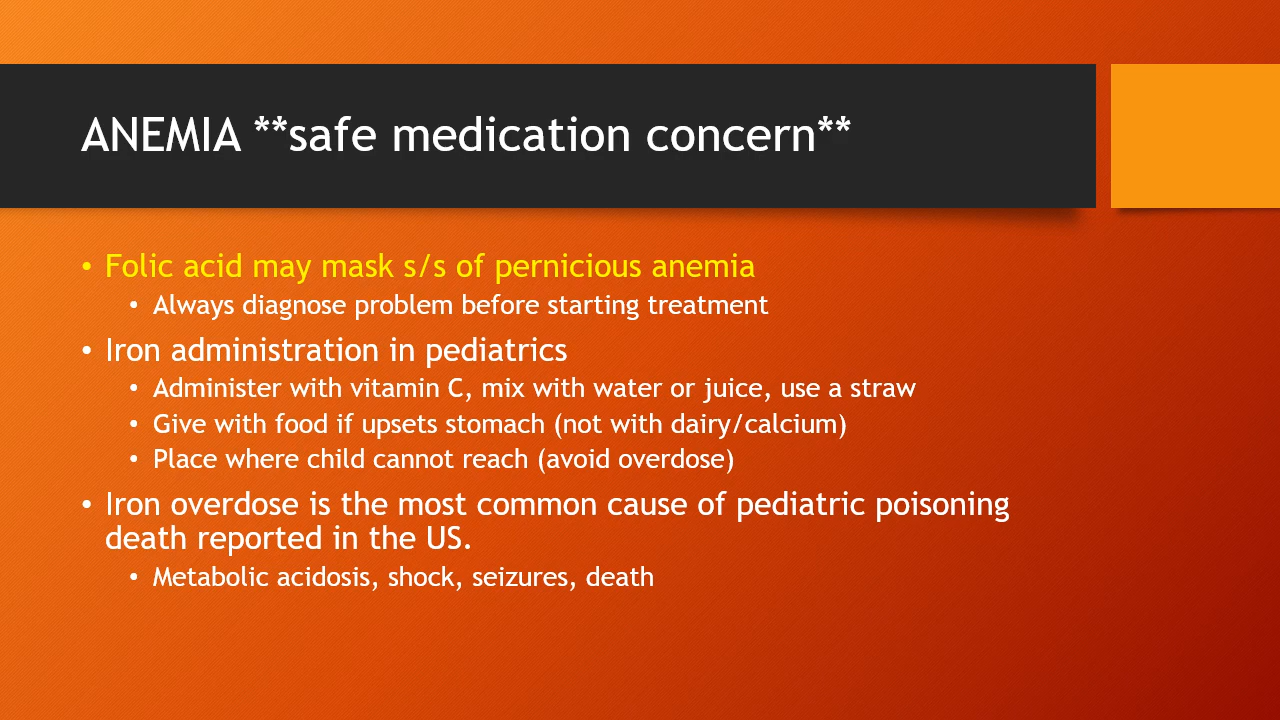 ANEMIA **safe medication concern**
• Folic acid may mask s/s of pernicious anemia
• Always diagnose problem before starting treatment
• Iron administration in pediatrics
• Administer with vitamin C, mix with water or juice, use a straw
• Give with food if upsets stomach (not with dairy/calcium)
• Place where child cannot reach (avoid overdose)
• Iron overdose is the most common cause of pediatric poisoning
death reported in the US.
• Metabolic acidosis, shock, seizures, death